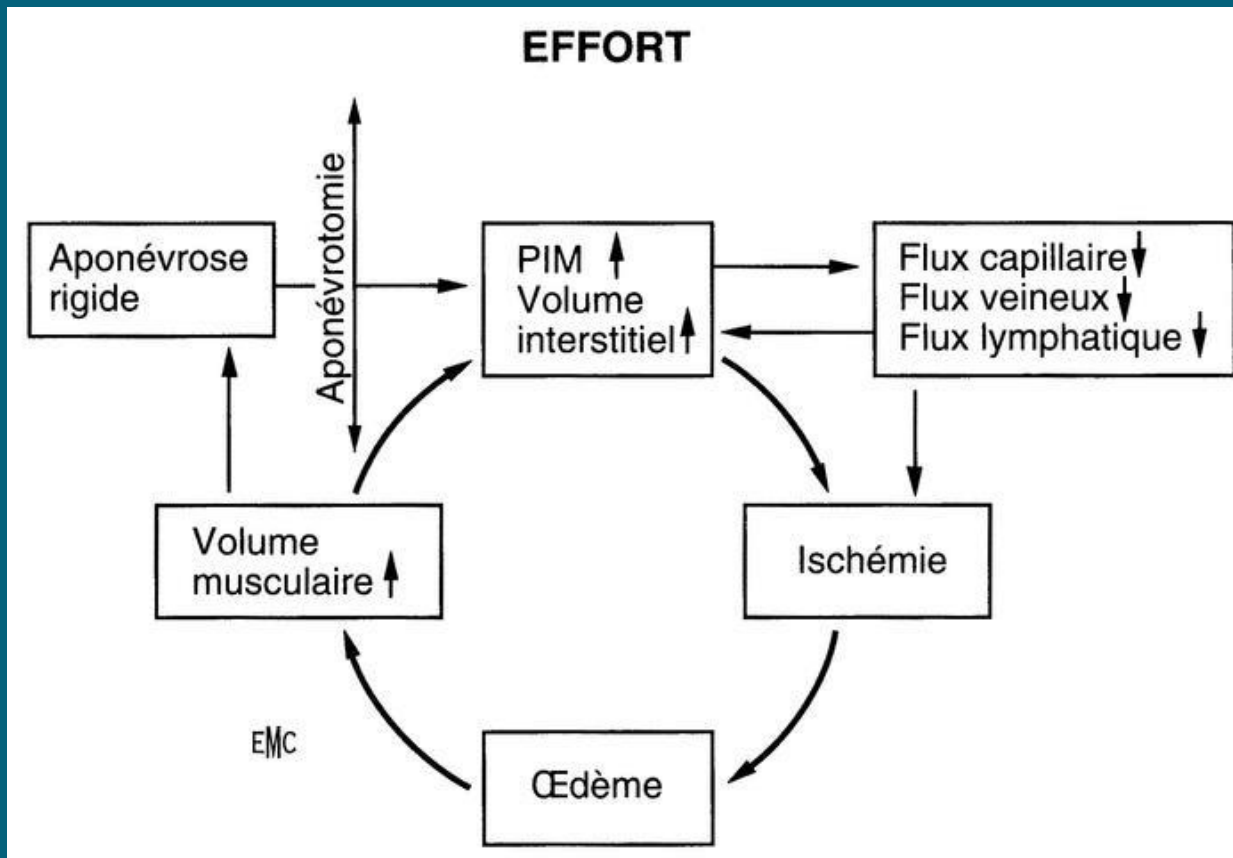 EFFORT
Aponévrotomie
Aponévrose
rigide
PIM
Volume
interstitiel
Flux capillaire
Flux veineux
Flux lymphatique
Volume
musculaire
Ischémie
EMC
Œdème